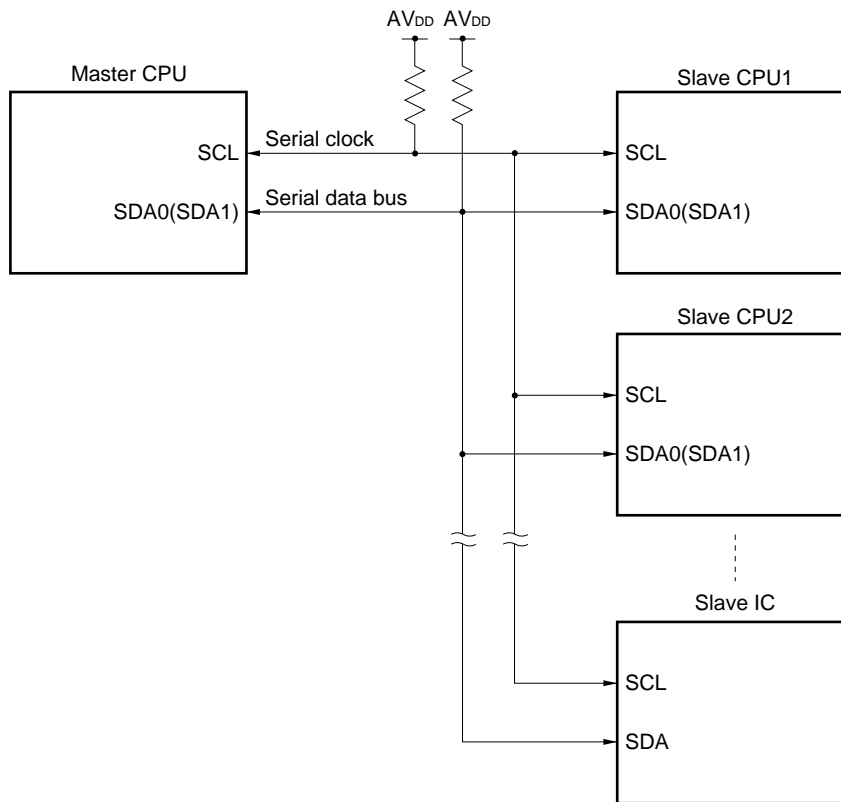 AVDD AVDD
Master CPU
Slave CPU1
SCL
Serial clock
SCL
SDA0(SDA1)
Serial data bus
SDA0(SDA1)
Slave CPU2
SCL
SDA0(SDA1)
Slave IC
SCL
SDA